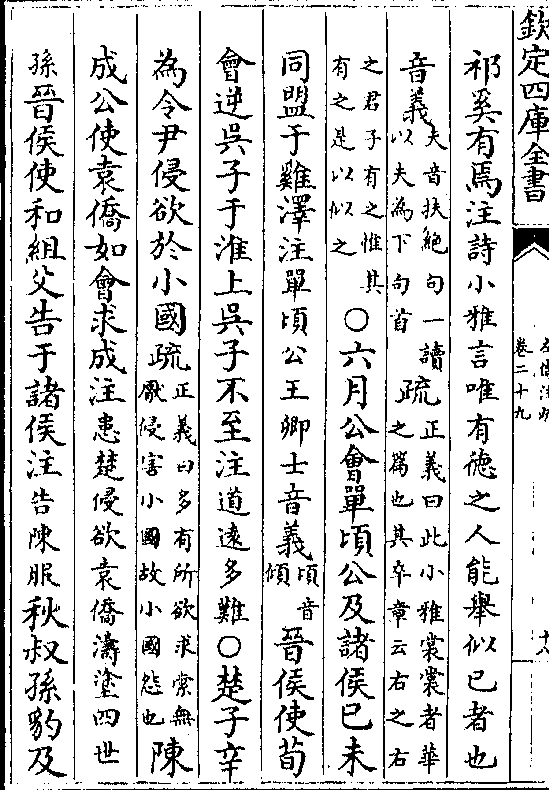 欽定四庫全書
卷二十九
祁奚有焉注詩小雅言唯有德之人能舉似已者也
音義夫音扶絶句一讀
以夫為下句首
疏正義曰此小雅裳裳者華
之篇也其卒章云右之右
之君子有之惟其
有之是以似之
○六月公會單頃公及諸侯己未
同盟于雞澤注單頃公王卿士音義頃音
傾
晉侯使荀
會逆吳子于淮上吳子不至注道遠多難○楚子辛
為令尹侵欲於小國疏正義曰多有所欲求索無
厭侵害小國故小國怨也
陳
成公使袁僑如會求成注患楚侵欲袁僑濤塗四世
孫晉侯使和組父告于諸侯注告陳服秋叔孫豹及